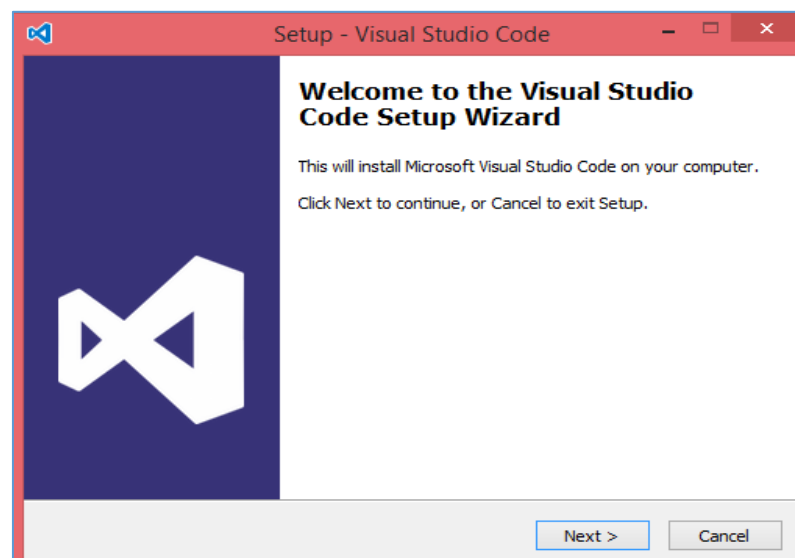 Setup - Visual Studio Code
Welcome to the Visual Studio
Code Setup Wizard
This will install Microsoft Visual Studio Code on your computer.
Click Next to continue, or Cancel to exit Setup.
Next >
Cancel